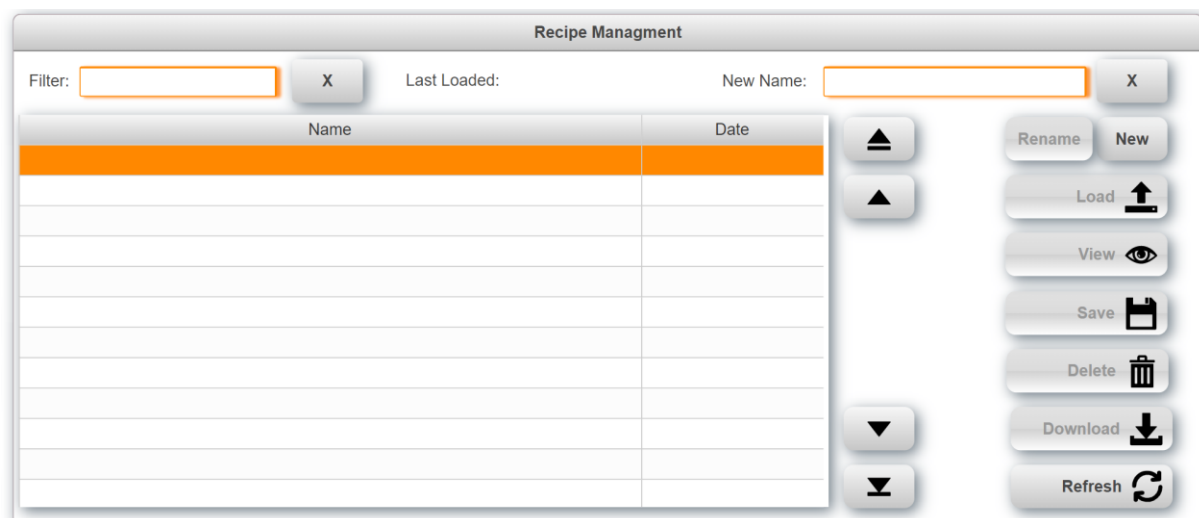 Recipe Managment
Filter: X Last Loaded: New Name: X
Name Date
Rename New
Load
View
Save
Delete
Download
Refresh